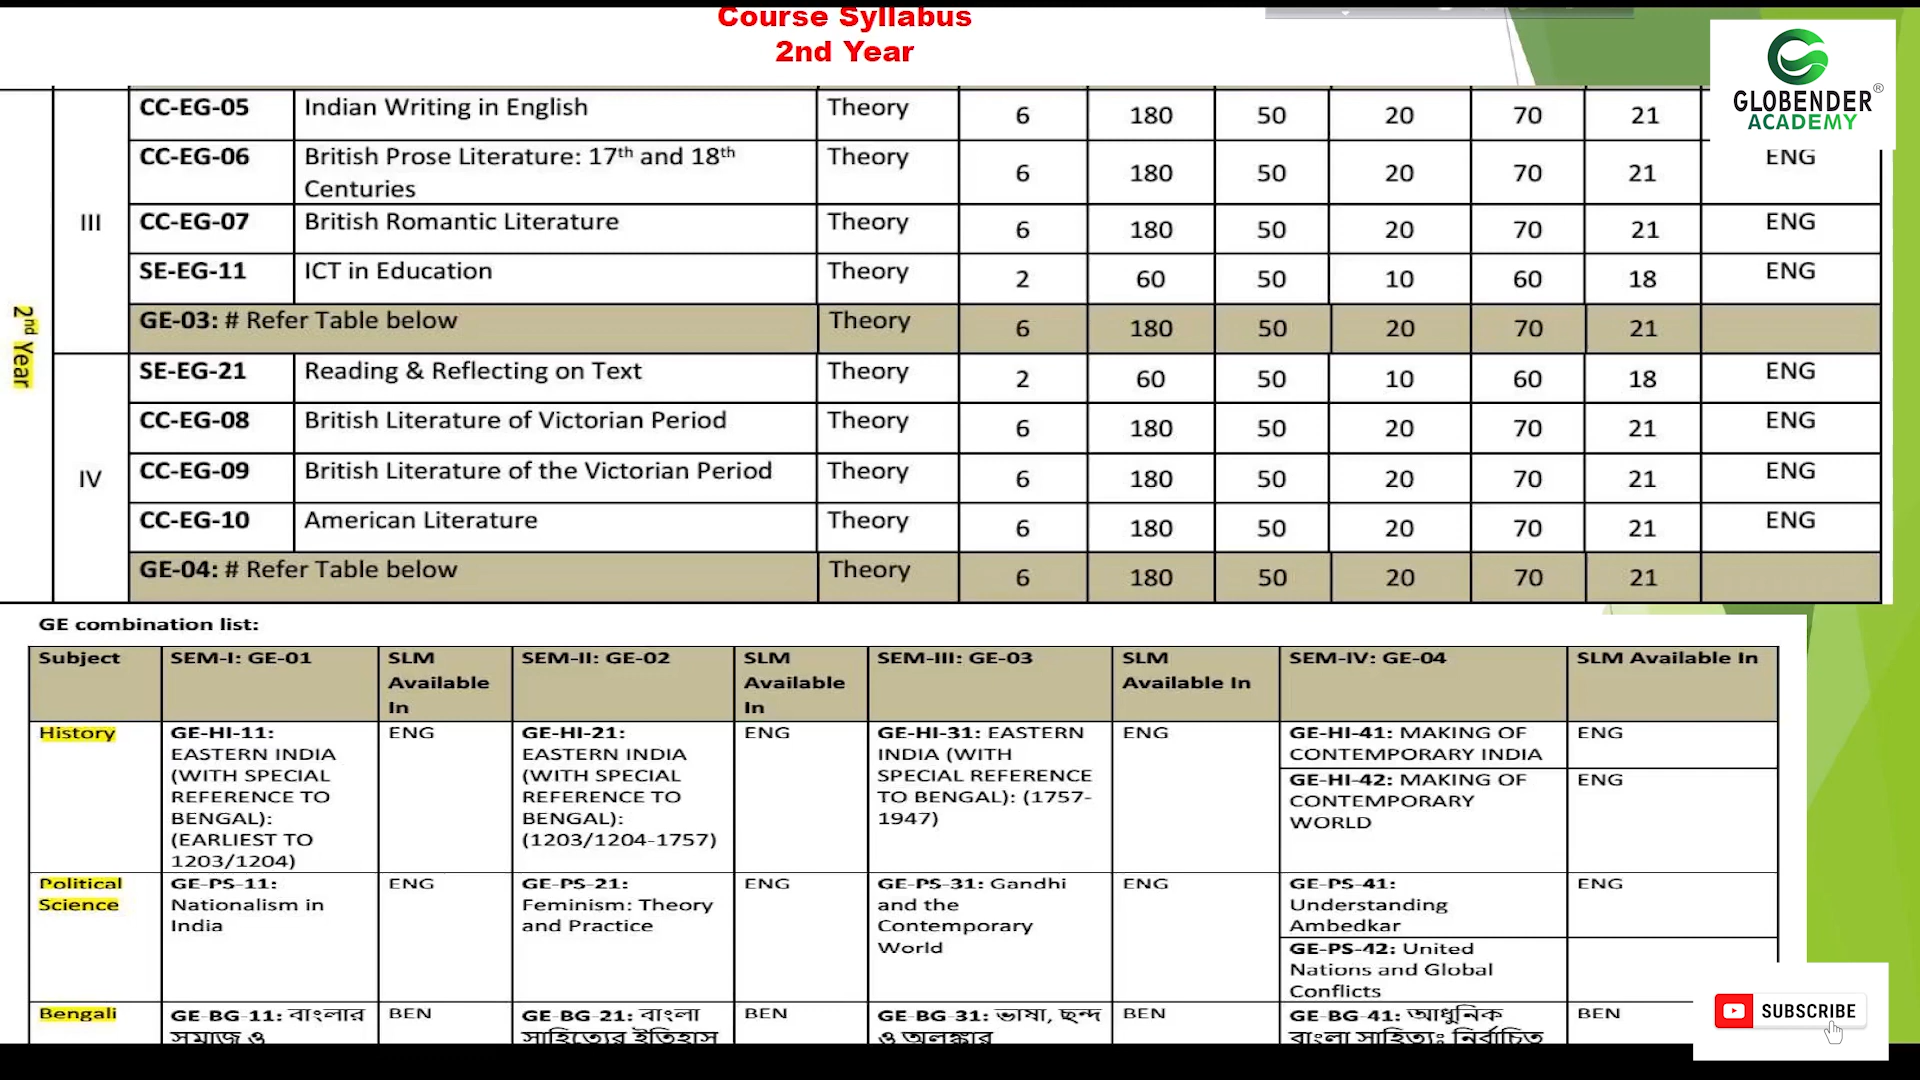 Course Syllabus
2nd Year
GLOBENDER®
ACADEMY
2nd Year
III
CC-EG-05 Indian Writing in English Theory 6 180 50 20 70 21
CC-EG-06 British Prose Literature: 17th and 18th Centuries Theory 6 180 50 20 70 21 ENG
CC-EG-07 British Romantic Literature Theory 6 180 50 20 70 21 ENG
SE-EG-11 ICT in Education Theory 2 60 50 10 60 18 ENG
GE-03: # Refer Table below Theory 6 180 50 20 70 21
IV
SE-EG-21 Reading & Reflecting on Text Theory 2 60 50 10 60 18 ENG
CC-EG-08 British Literature of Victorian Period Theory 6 180 50 20 70 21 ENG
CC-EG-09 British Literature of the Victorian Period Theory 6 180 50 20 70 21 ENG
CC-EG-10 American Literature Theory 6 180 50 20 70 21 ENG
GE-04: # Refer Table below Theory 6 180 50 20 70 21
GE combination list:
Subject SEM-I: GE-01 SLM Available In SEM-II: GE-02 SLM Available In SEM-III: GE-03 SLM Available In SEM-IV: GE-04 SLM Available In
History
GE-HI-11:
EASTERN INDIA
(WITH SPECIAL
REFERENCE TO
BENGAL):
(EARLIEST TO
1203/1204)
ENG
GE-HI-21:
EASTERN INDIA
(WITH SPECIAL
REFERENCE TO
BENGAL):
(1203/1204-1757)
ENG
GE-HI-31: EASTERN
INDIA (WITH
SPECIAL REFERENCE
TO BENGAL): (1757-
1947)
ENG
GE-HI-41: MAKING OF
CONTEMPORARY INDIA
ENG
GE-HI-42: MAKING OF
CONTEMPORARY
WORLD
ENG
Political
Science
GE-PS-11:
Nationalism in
India
ENG
GE-PS-21:
Feminism: Theory
and Practice
ENG
GE-PS-31: Gandhi
and the
Contemporary
World
ENG
GE-PS-41:
Understanding
Ambedkar
ENG
GE-PS-42: United
Nations and Global
Conflicts
Bengali
GE-BG-11: বাংলার
সমাজ ও
BEN
GE-BG-21: বাংলা
সাহিত্যের ইতিহাস
BEN
GE-BG-31: ভাষা, ছন্দ
ও অলঙ্কার
BEN
GE-BG-41: আধুনিক
বাংলা সাহিত্যঃ নির্বাচিত
BEN
SUBSCRIBE